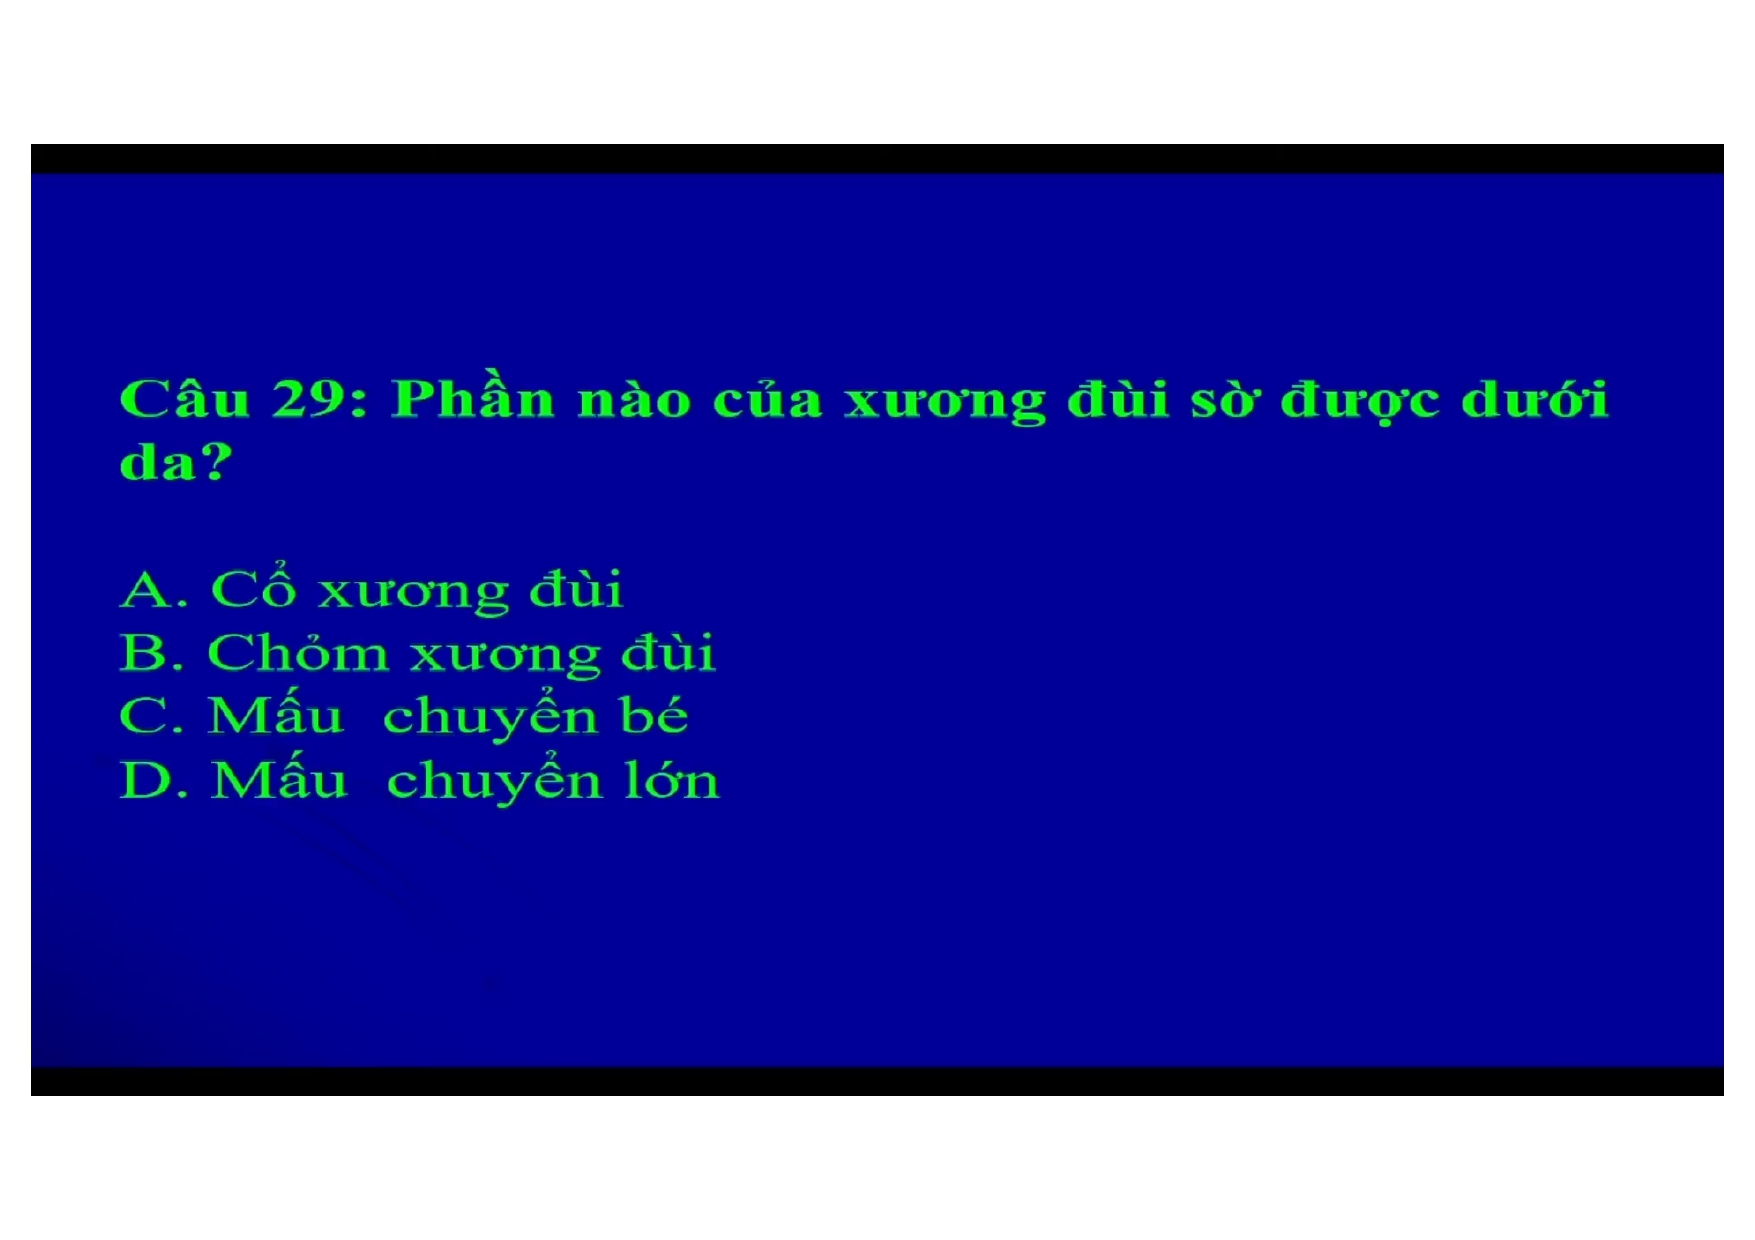 Câu 29: Phần nào của xương đùi sờ được dưới
da?
A. Cổ xương đùi
B. Chỏm xương đùi
C. Mấu chuyển bé
D. Mấu chuyển lớn